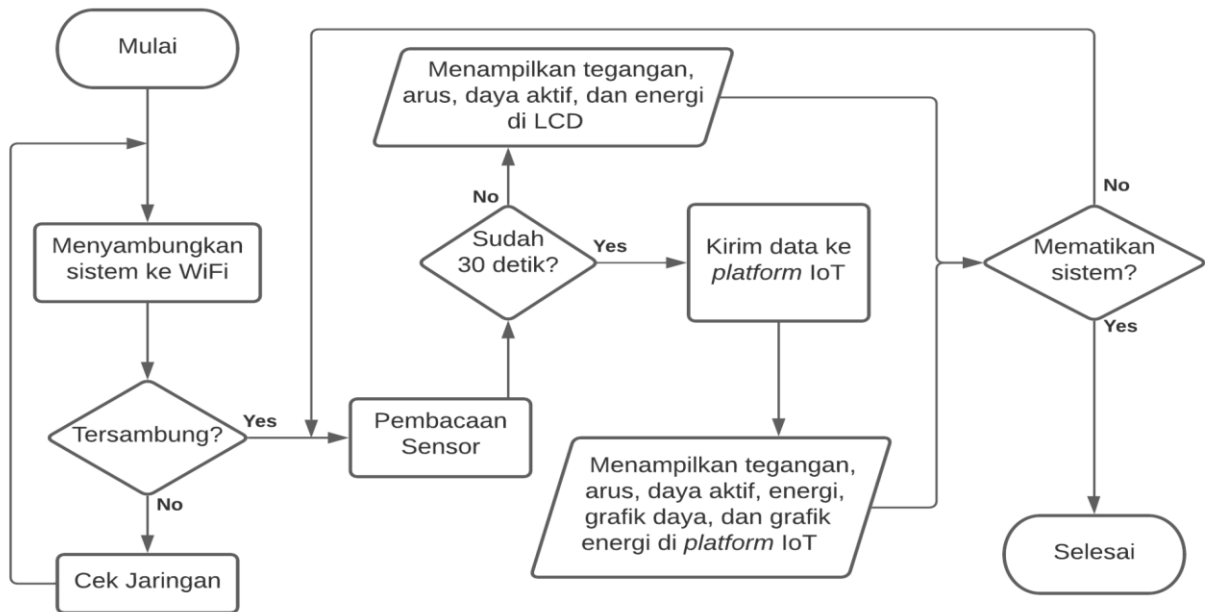 Mulai
Menyambungkan
sistem ke WiFi
Tersambung?
Yes
No
Cek Jaringan
Pembacaan
Sensor
Sudah
30 detik?
No
Yes
Menampilkan tegangan,
arus, daya aktif, dan energi
di LCD
Kirim data ke
platform IoT
Menampilkan tegangan,
arus, daya aktif, energi,
grafik daya, dan grafik
energi di platform IoT
Mematikan
sistem?
No
Yes
Selesai